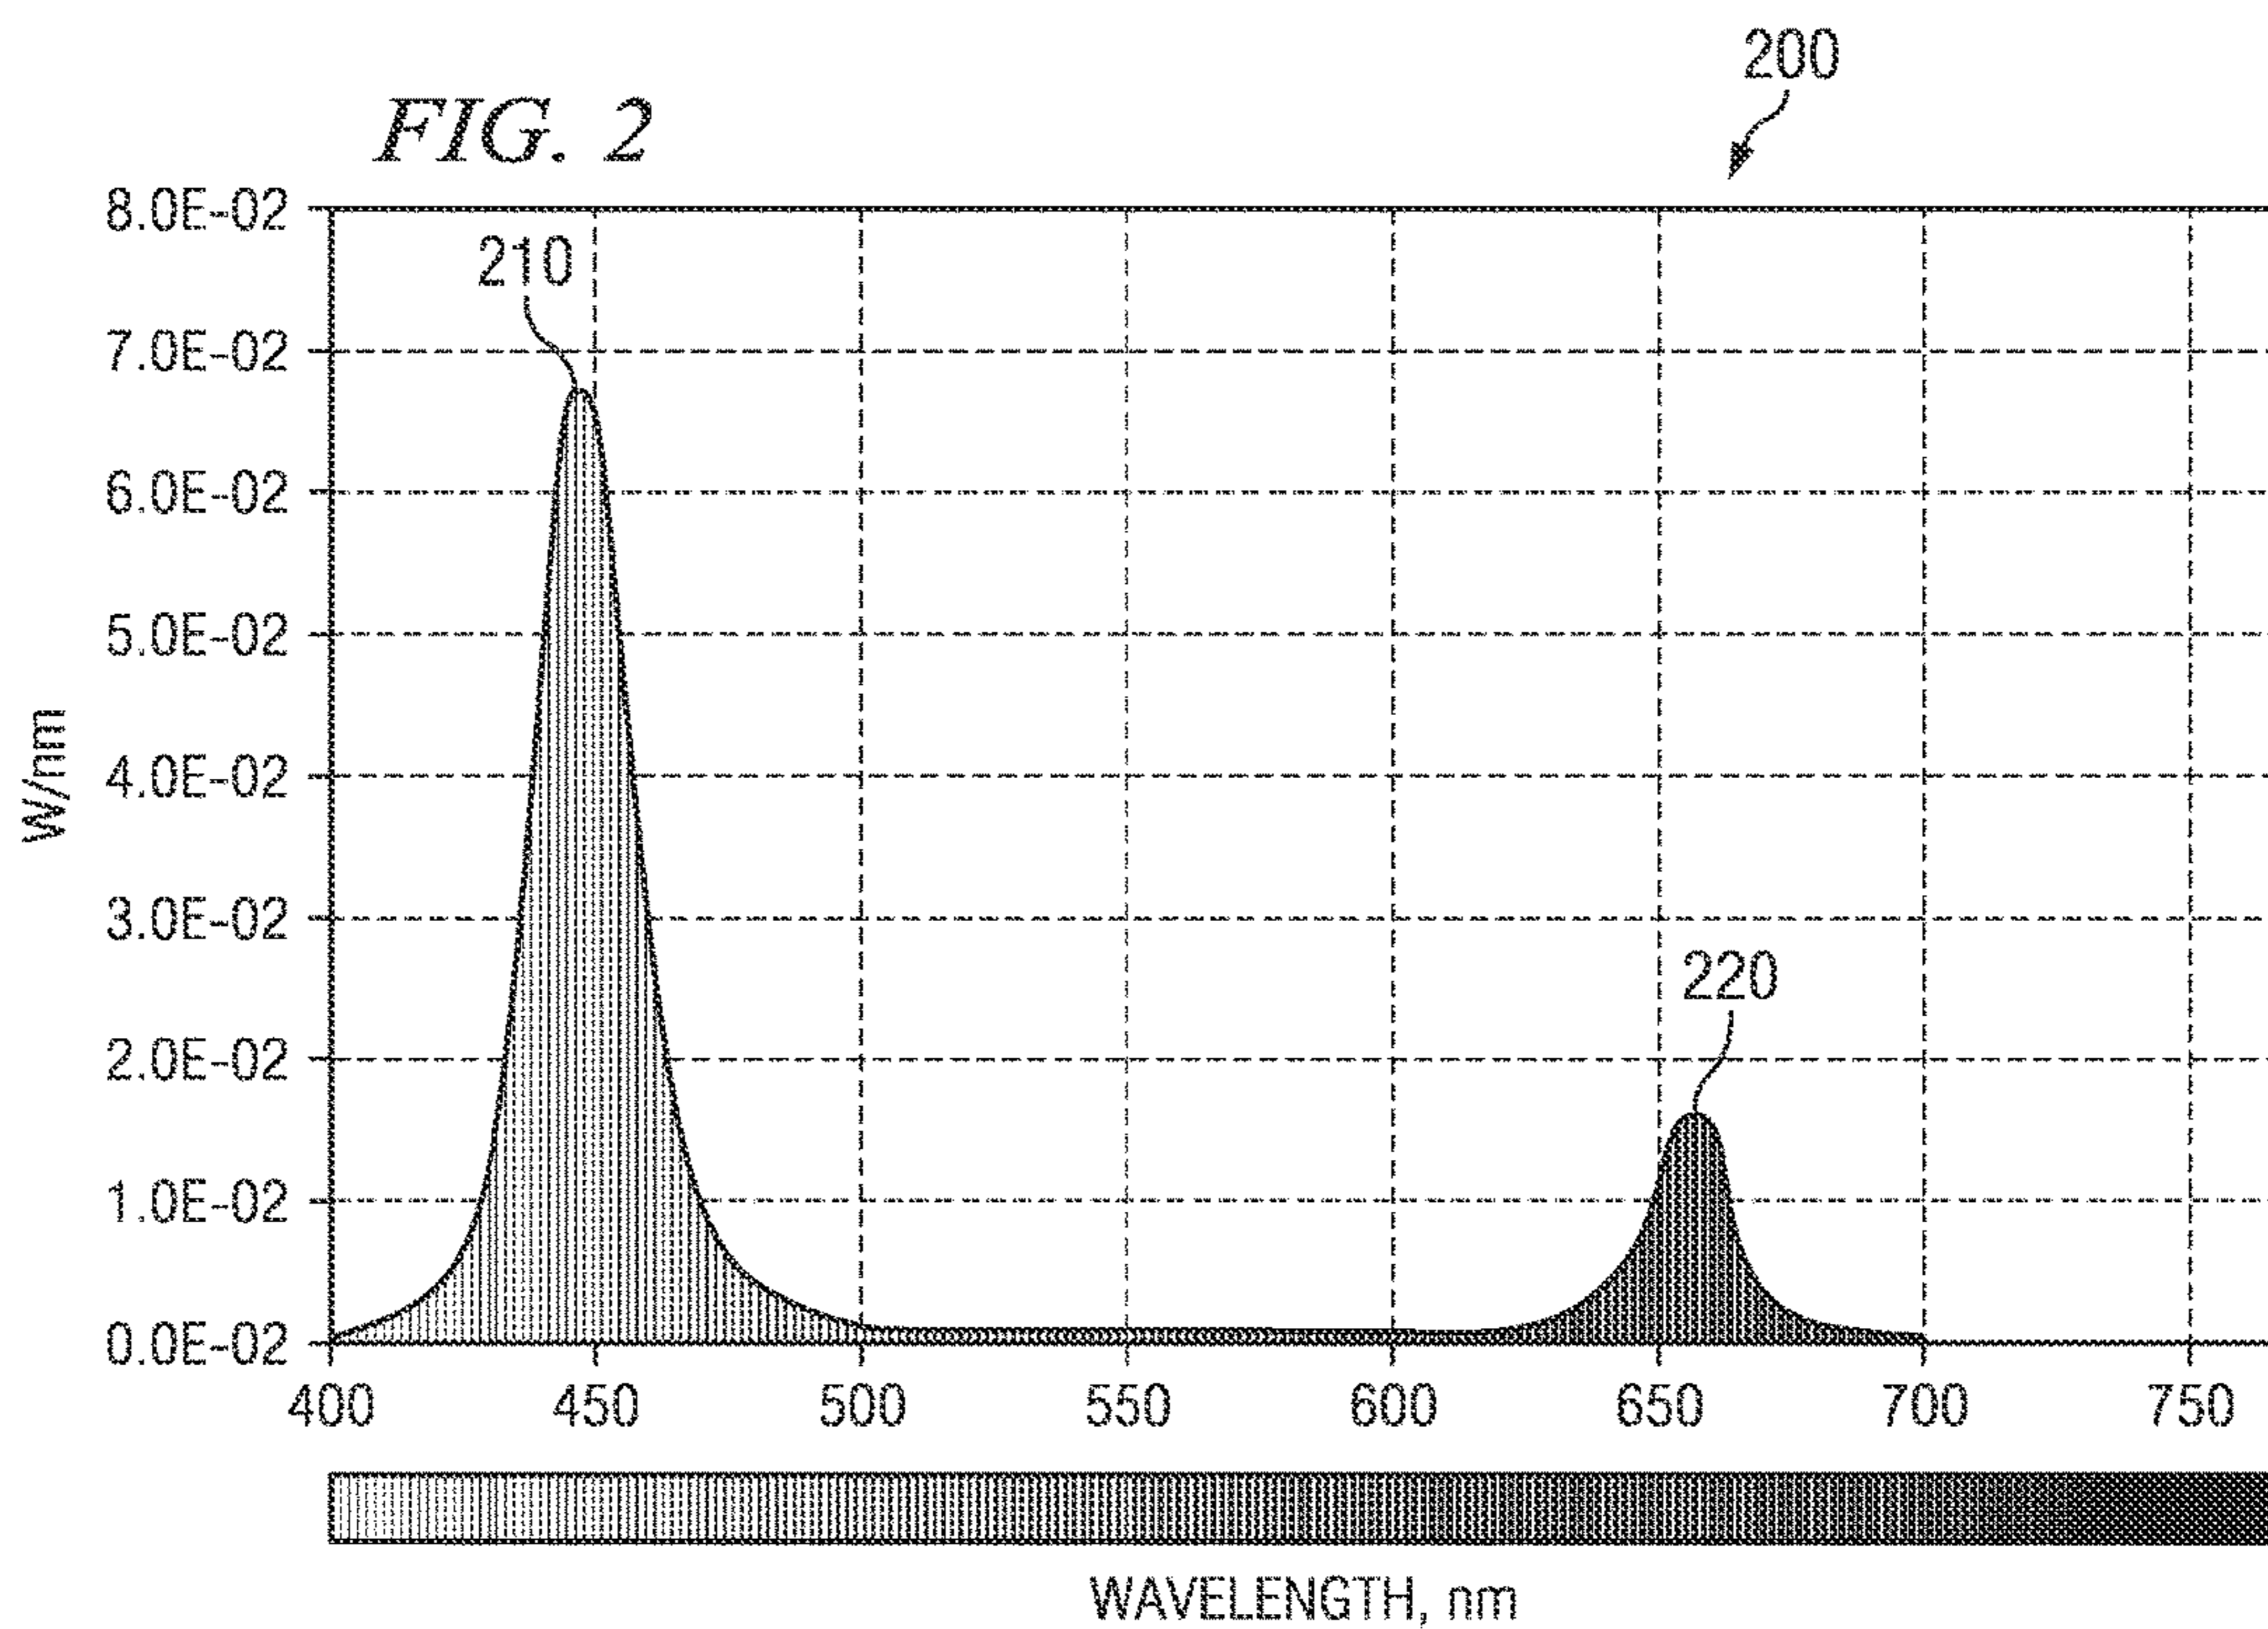 200
FIG. 2
8.0E-02
210
7.0E-02
6.0E-02
5.0E-02
W/nm
4.0E-02
3.0E-02
220
2.0E-02
1.0E-02
0.0E-02
400 450 500 550 600 650 700 750
WAVELENGTH, nm